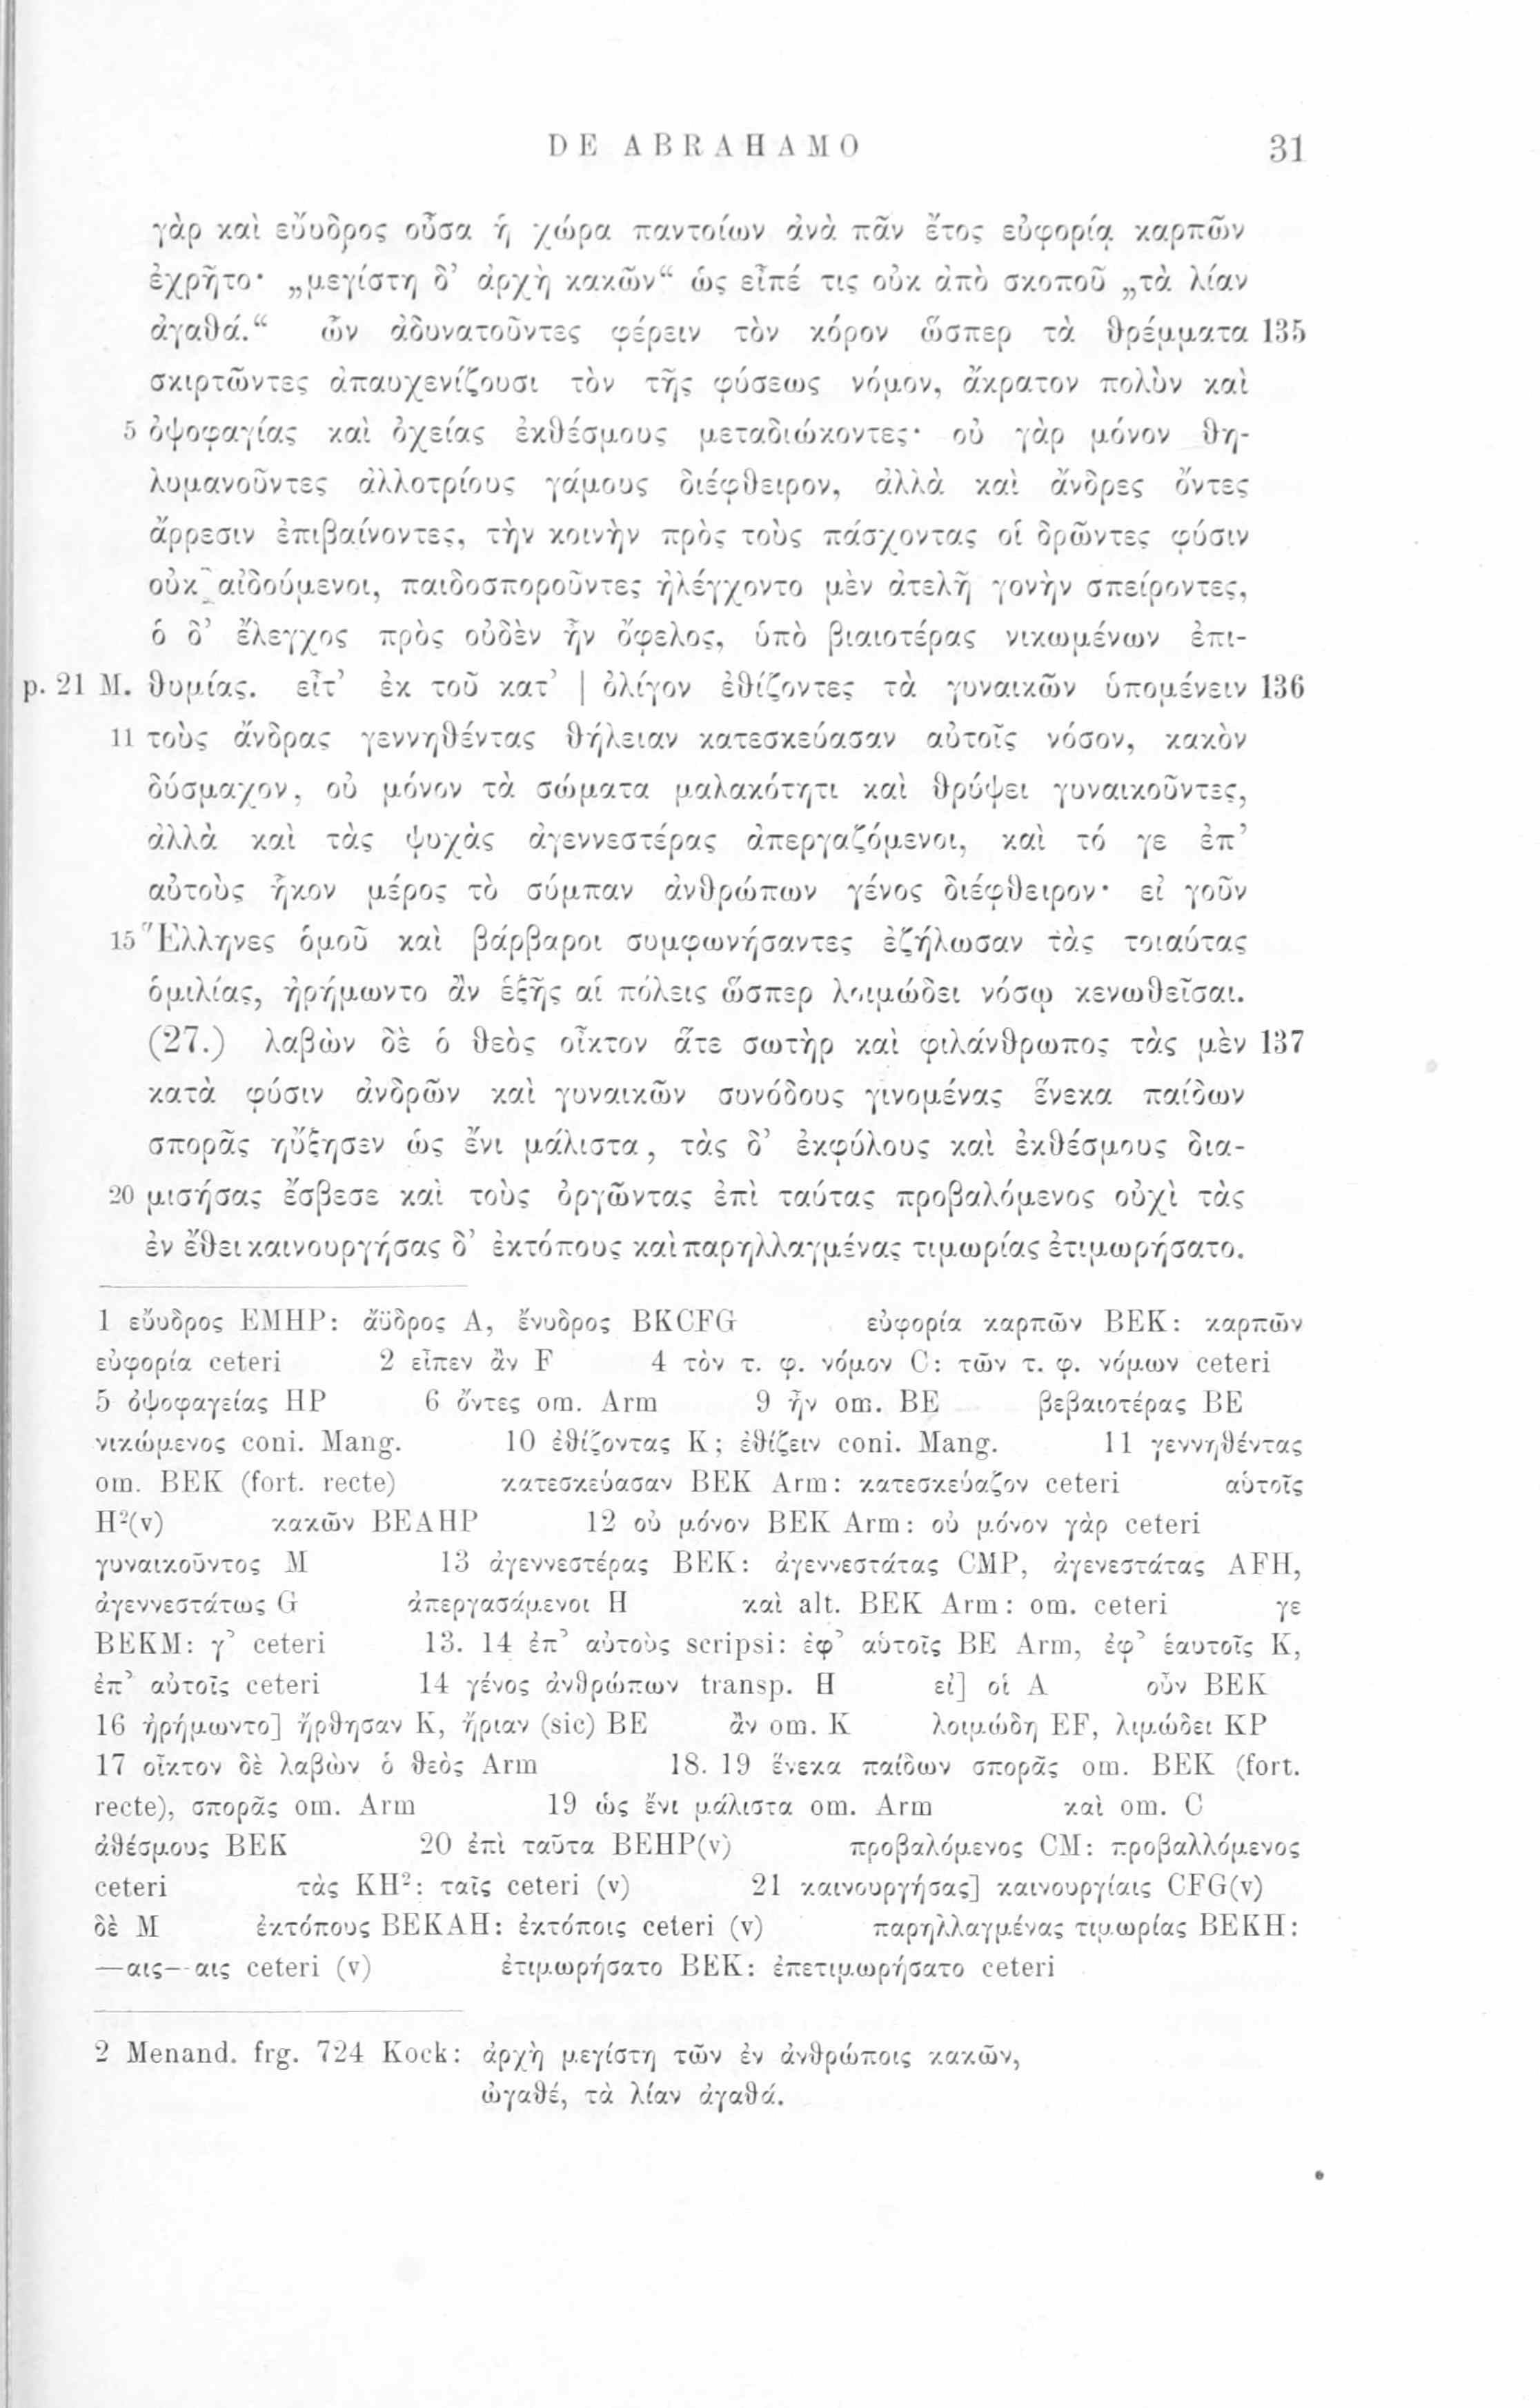 DE ABRAHAMO 31
γὰρ καὶ εὔυδρος οὖσα ἡ χώρα παντοίων ἀνὰ πᾶν ἔτος εὐφορίᾳ καρπῶν
ἐχρῆτο· „μεγίστη δ’ ἀρχὴ κακῶν“ ὡς εἶπέ τις οὐκ ἀπὸ σκοποῦ „τὰ λίαν
ἀγαθά.“ ὧν ἀδυνατοῦντες φέρειν τὸν κόρον ὥσπερ τὰ θρέμματα 135
σκιρτῶντες ἀπαυχενίζουσι τὸν τῆς φύσεως νόμον, ἄκρατον πολὺν καὶ
5 ὀψοφαγίας καὶ ὀχείας ἐκθέσμους μεταδιώκοντες· οὐ γὰρ μόνον θη-
λυμανοῦντες ἀλλοτρίους γάμους διέφθειρον, ἀλλὰ καὶ ἄνδρες ὄντες
ἄρρεσιν ἐπιβαίνοντες, τὴν κοινὴν πρὸς τοὺς πάσχοντας οἱ δρῶντες φύσιν
οὐκ αἰδούμενοι, παιδοσποροῦντες ἠλέγχοντο μὲν ἀτελῆ γονὴν σπείροντες,
ὁ δ’ ἔλεγχος πρὸς οὐδὲν ἦν ὄφελος, ὑπὸ βιαιοτέρας νικωμένων ἐπι-
p. 21 M. θυμίας. εἶτ’ ἐκ τοῦ κατ’ | ὀλίγον ἐθίζοντες τὰ γυναικῶν ὑπομένειν 136
11 τοὺς ἄνδρας γεννηθέντας θήλειαν κατεσκεύασαν αὐτοῖς νόσον, κακὸν
δύσμαχον, οὐ μόνον τὰ σώματα μαλακότητι καὶ θρύψει γυναικοῦντες,
ἀλλὰ καὶ τὰς ψυχὰς ἀγεννεστέρας ἀπεργαζόμενοι, καὶ τό γε ἐπ’
αὐτοὺς ἧκον μέρος τὸ σύμπαν ἀνθρώπων γένος διέφθειρον· εἰ γοῦν
15 Ἕλληνες ὁμοῦ καὶ βάρβαροι συμφωνήσαντες ἐζήλωσαν τὰς τοιαύτας
ὁμιλίας, ἠρήμωντο ἂν ἑξῆς αἱ πόλεις ὥσπερ λοιμώδει νόσῳ κενωθεῖσαι.
(27.) λαβὼν δὲ ὁ θεὸς οἶκτον ἅτε σωτὴρ καὶ φιλάνθρωπος τὰς μὲν 137
κατὰ φύσιν ἀνδρῶν καὶ γυναικῶν συνόδους γινομένας ἕνεκα παίδων
σπορᾶς ηὔξησεν ὡς ἔνι μάλιστα, τὰς δ’ ἐκφύλους καὶ ἐκθέσμους δια-
20 μισήσας ἔσβεσε καὶ τοὺς ὀργῶντας ἐπὶ ταύτας προβαλόμενος οὐχὶ τὰς
ἐν ἔθει καινουργήσας δ’ ἐκτόπους καὶ παρηλλαγμένας τιμωρίας ἐτιμωρήσατο.
1 εὔυδρος EMHP: ἄϋδρος A, ἔνυδρος BKCFG εὐφορία καρπῶν BEK: καρπῶν
εὐφορία ceteri 2 εἶπεν ἂν F 4 τὸν τ. φ. νόμον C: τῶν τ. φ. νόμων ceteri
5 ὀψοφαγείας HP 6 ὄντες om. Arm 9 ἦν om. BE βεβαιοτέρας BE
νικώμενος coni. Mang. 10 ἐθίζοντας K; ἐθίζειν coni. Mang. 11 γεννηθέντας
om. BEK (fort. recte) κατεσκεύασαν BEK Arm: κατεσκεύαζον ceteri αὑτοῖς
H²(v) κακῶν BEAHP 12 οὐ μόνον BEK Arm: οὐ μόνον γὰρ ceteri
γυναικοῦντος M 13 ἀγεννεστέρας BEK: ἀγεννεστάτας CMP, ἀγενεστάτας AFH,
ἀγεννεστάτως G ἀπεργασάμενοι H καὶ alt. BEK Arm: om. ceteri γε
BEKM: γ’ ceteri 13. 14 ἐπ’ αὐτοὺς scripsi: ἐφ’ αὑτοῖς BE Arm, ἐφ’ ἑαυτοῖς K,
ἐπ’ αὐτοῖς ceteri 14 γένος ἀνθρώπων transp. H εἰ] οἱ A οὖν BEK
16 ἠρήμωντο] ἤρθησαν K, ἤριαν (sic) BE ἂν om. K λοιμώδη EF, λιμώδει KP
17 οἶκτον δὲ λαβὼν ὁ θεὸς Arm 18. 19 ἕνεκα παίδων σπορᾶς om. BEK (fort.
recte), σπορᾶς om. Arm 19 ὡς ἔνι μάλιστα om. Arm καὶ om. C
ἀθέσμους BEK 20 ἐπὶ ταῦτα BEHP(v) προβαλόμενος CM: προβαλλόμενος
ceteri τὰς KH²: ταῖς ceteri (v) 21 καινουργήσας] καινουργίαις CFG(v)
δὲ M ἐκτόπους BEKAH: ἐκτόποις ceteri (v) παρηλλαγμένας τιμωρίας BEKH:
—αις—αις ceteri (v) ἐτιμωρήσατο BEK: ἐπετιμωρήσατο ceteri
2 Menand. frg. 724 Kock: ἀρχὴ μεγίστη τῶν ἐν ἀνθρώποις κακῶν,
ὠγαθέ, τὰ λίαν ἀγαθά.